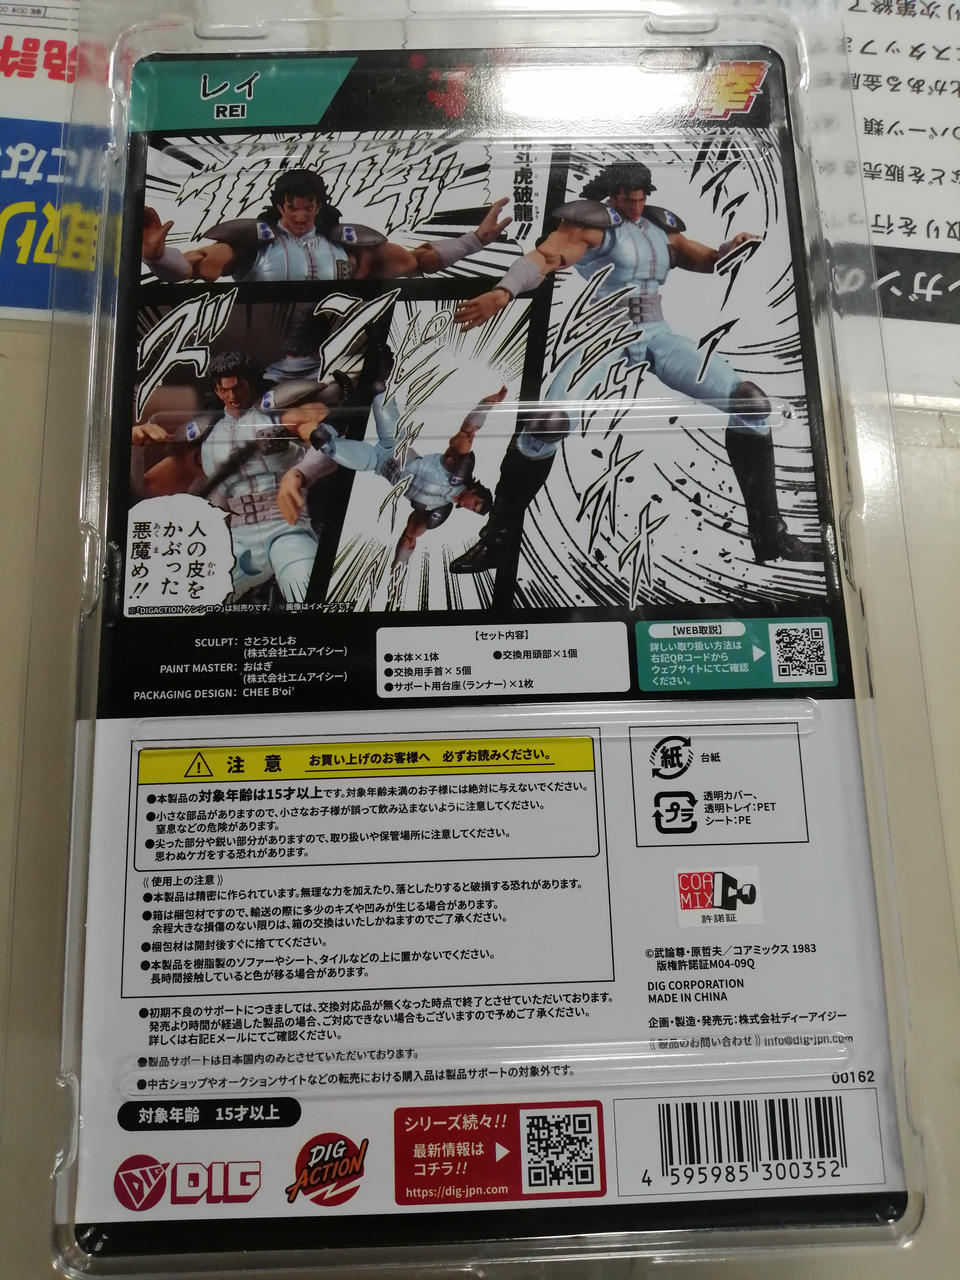 レイ
REI
拳
斗虎破龍!!
ズン
人の皮を
かぶった
悪魔め!!
※「DIGACTION ケンシロウ」は別売りです。 ※画像はイメージです。
SCULPT: さとうとしお
(株式会社エムアイシー)
PAINT MASTER: おはぎ
(株式会社エムアイシー)
PACKAGING DESIGN: CHEE B'oi'
【セット内容】
●本体×1体 ●交換用頭部×1個
●交換用手首×5個
●サポート用台座(ランナー)×1枚
【WEB取説】
詳しい取り扱い方法は
右記QRコードから
ウェブサイトにてご確認
ください。
注 意 お買い上げのお客様へ 必ずお読みください。
●本製品の対象年齢は15才以上です。対象年齢未満のお子様には絶対に与えないでください。
●小さな部品がありますので、小さなお子様が誤って飲み込まないように注意してください。
窒息などの危険があります。
●尖った部分や鋭い部分がありますので、取り扱いや保管場所に注意してください。
思わぬケガをする恐れがあります。
《使用上の注意》
●本製品は精密に作られています。無理な力を加えたり、落としたりすると破損する恐れがあります。
●箱は梱包材ですので、輸送の際に多少のキズや凹みが生じる場合があります。
余程大きな損傷のない限りは、箱の交換はいたしかねますのでご了承ください。
●梱包材は開封後すぐに捨ててください。
●本製品を樹脂製のソファーやシート、タイルなどの上に置かないでください。
長時間接触していると色が移る場合があります。
●初期不良のサポートにつきましては、交換対応品が無くなった時点で終了とさせていただいております。
発売より時間が経過した製品の場合、ご対応できない場合もございますので予めご了承ください。
詳しくは右記Eメールにてご確認ください。
●製品サポートは日本国内のみとさせていただいております。
●中古ショップやオークションサイトなどの転売における購入品は製品サポートの対象外です。
紙 台紙
プラ 透明カバー、
透明トレイ:PET
シート:PE
COAMIX
許諾証
©武論尊・原哲夫/コアミックス 1983
版権許諾証M04-09Q
DIG CORPORATION
MADE IN CHINA
企画・製造・発売元:株式会社ディーアイジー
《製品のお問い合わせ》info@dig-jpn.com
00162
対象年齢 15才以上
DIG DIG
DIG ACTION
シリーズ続々!!
最新情報は
コチラ!!
https://dig-jpn.com
4 595985 300352